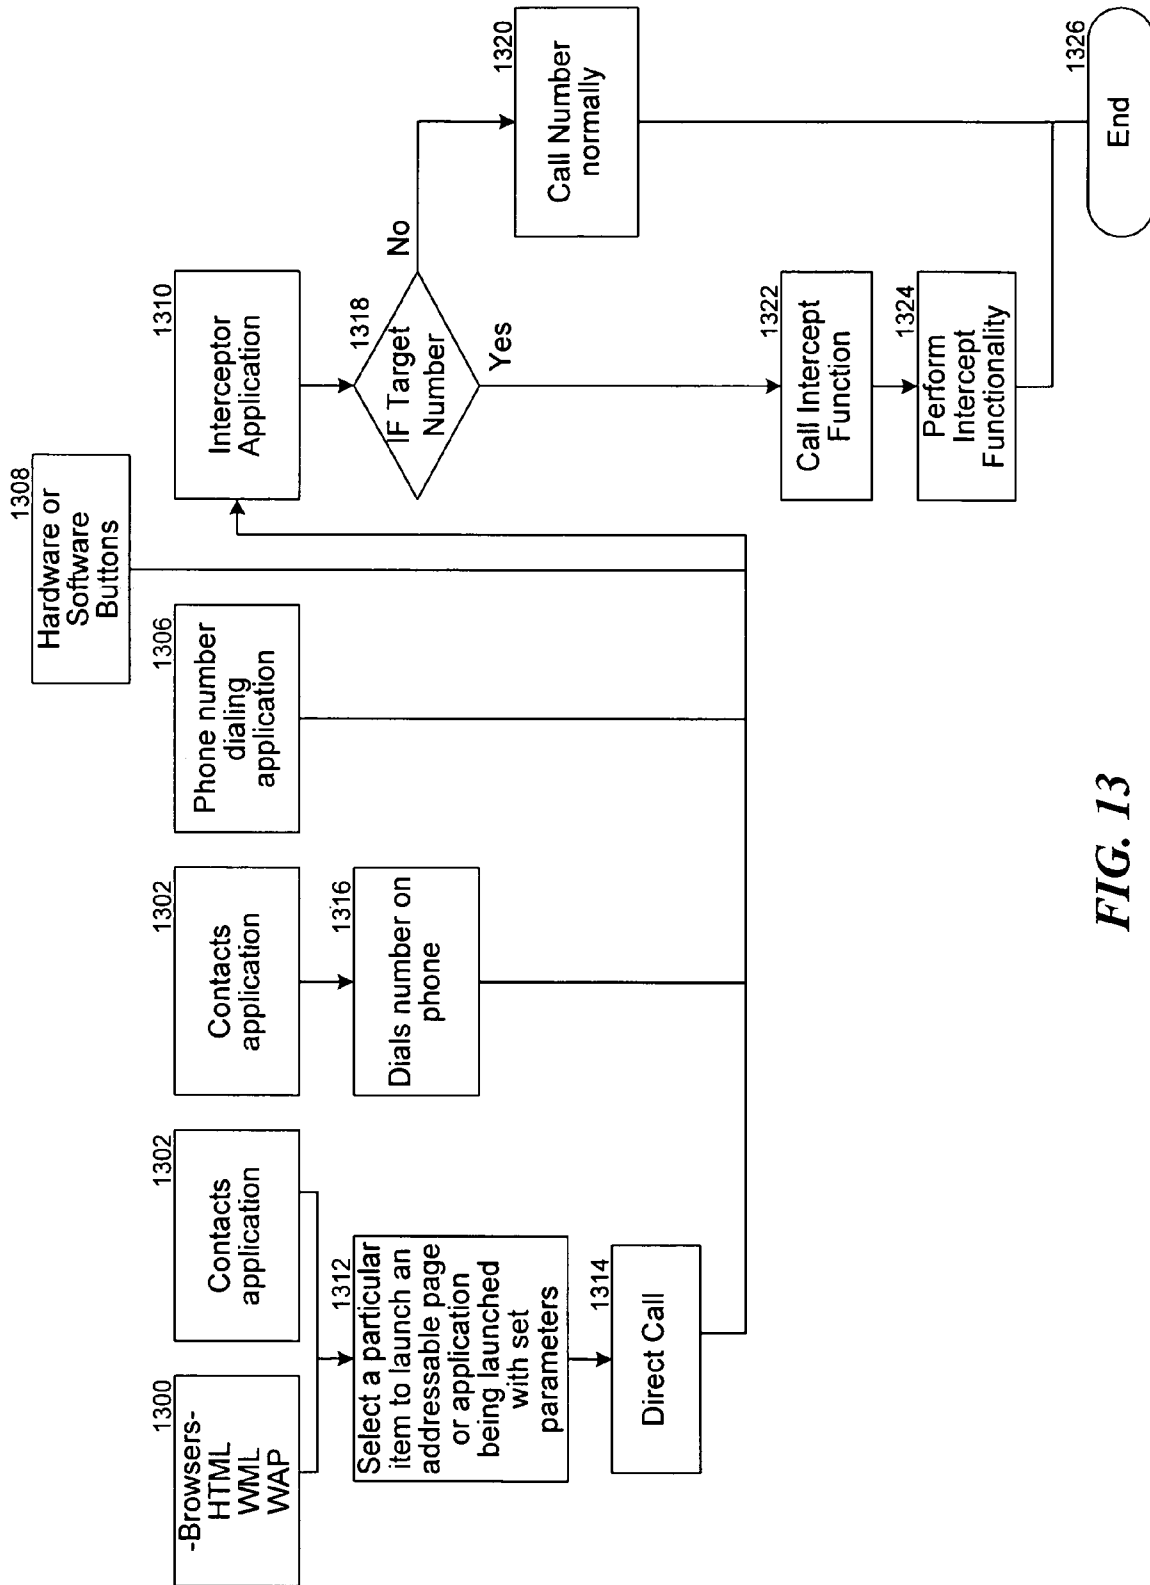 1300
-Browsers-
HTML
WML
WAP
1302
Contacts
application
1302
Contacts
application
1306
Phone number
dialing
application
1308
Hardware or
Software
Buttons
1310
Interceptor
Application
1312
Select a particular
item to launch an
addressable page
or application
being launched
with set
parameters
1314
Direct Call
1316
Dials number on
phone
1318
IF Target
Number
No
Yes
1320
Call Number
normally
1322
Call Intercept
Function
1324
Perform
Intercept
Functionality
1326
End
FIG. 13